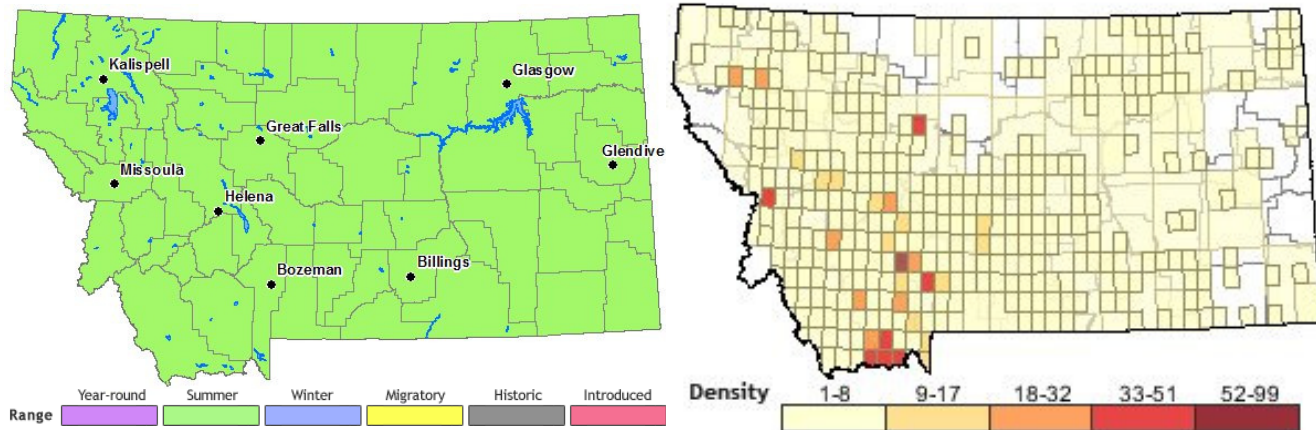 Kalispell
Glasgow
Great Falls
Glendive
Missoula
Helena
Bozeman
Billings
Year-round Summer Winter Migratory Historic Introduced
Range
Density 1-8 9-17 18-32 33-51 52-99